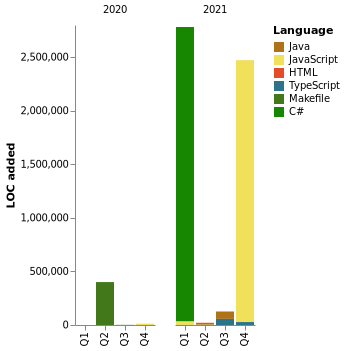 2020 2021
Language
Java
JavaScript
HTML
TypeScript
Makefile
C#
LOC added
2,500,000
2,000,000
1,500,000
1,000,000
500,000
0
Q1 Q2 Q3 Q4 Q1 Q2 Q3 Q4